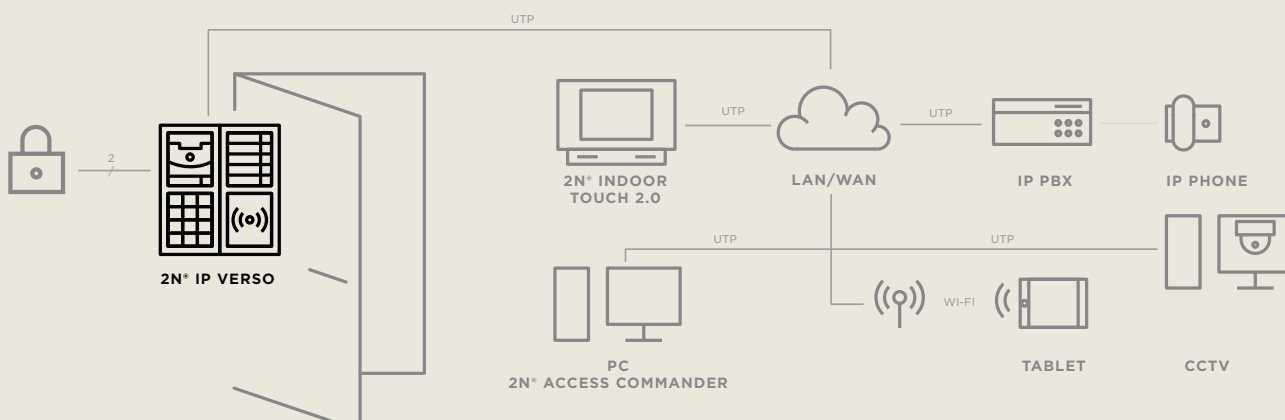 UTP
2
2N® IP VERSO
UTP
UTP
2N® INDOOR
TOUCH 2.0
LAN/WAN
IP PBX
IP PHONE
UTP
UTP
WI-FI
PC
2N® ACCESS COMMANDER
TABLET
CCTV